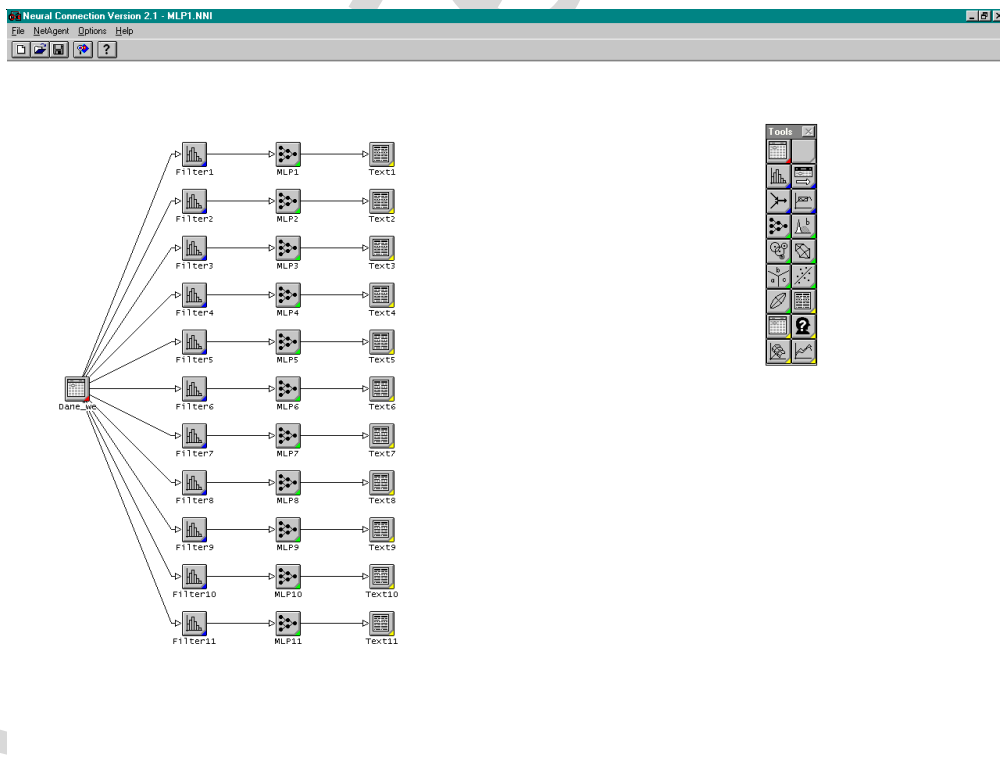 Neural Connection Version 2.1 - MLP1.NNI
File NetAgent Options Help
Tools
Filter1 MLP1 Text1
Filter2 MLP2 Text2
Filter3 MLP3 Text3
Filter4 MLP4 Text4
Filter5 MLP5 Text5
Dane_we
Filter6 MLP6 Text6
Filter7 MLP7 Text7
Filter8 MLP8 Text8
Filter9 MLP9 Text9
Filter10 MLP10 Text10
Filter11 MLP11 Text11